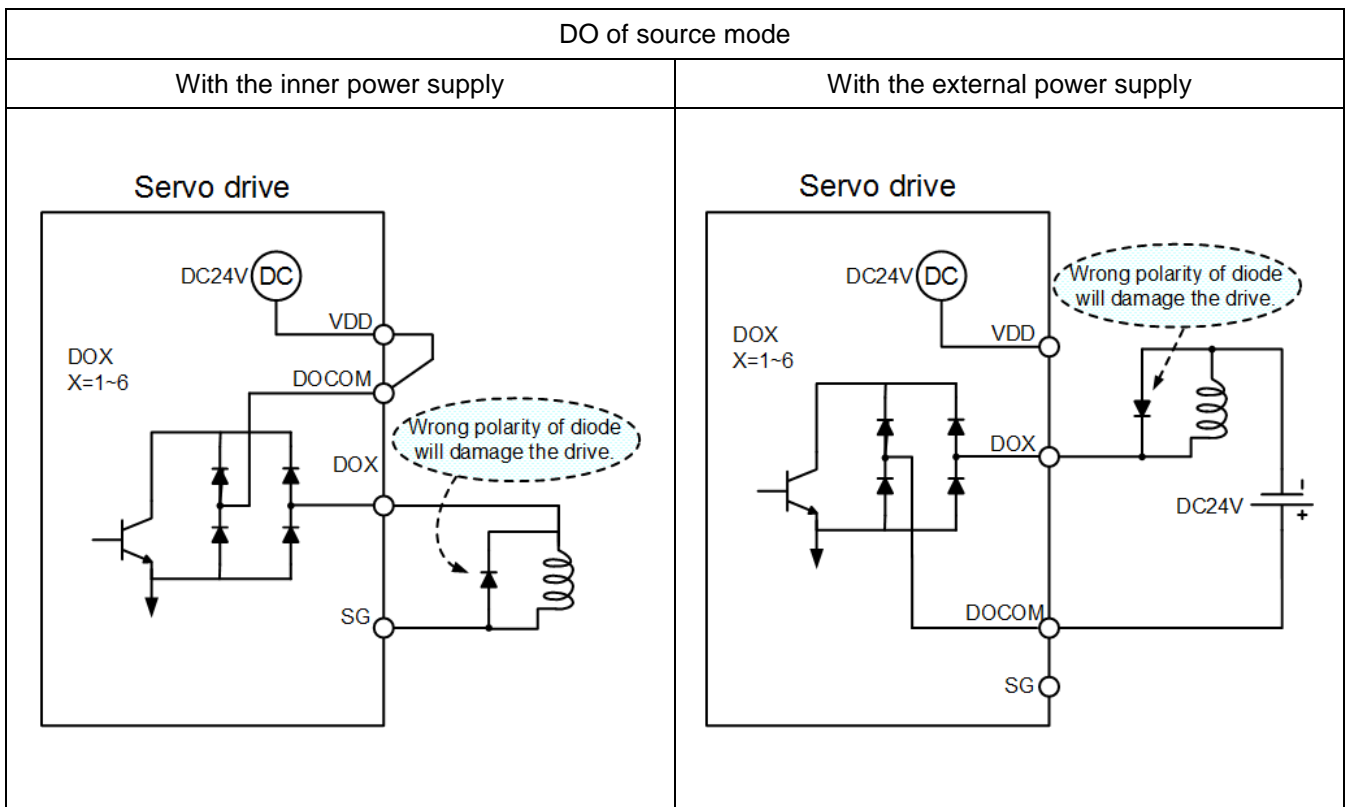 DO of source mode
With the inner power supply
With the external power supply
Servo drive
DC24V
DC
VDD
DOX
X=1~6
DOCOM
Wrong polarity of diode
will damage the drive.
DOX
SG
Servo drive
DC24V
DC
Wrong polarity of diode
will damage the drive.
VDD
DOX
X=1~6
DOX
DC24V
-
+
DOCOM
SG